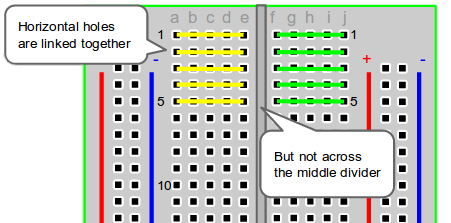 Horizontal holes
are linked together
a b c d e f g h i j
1 1
- + -
5 5
But not across
the middle divider
10